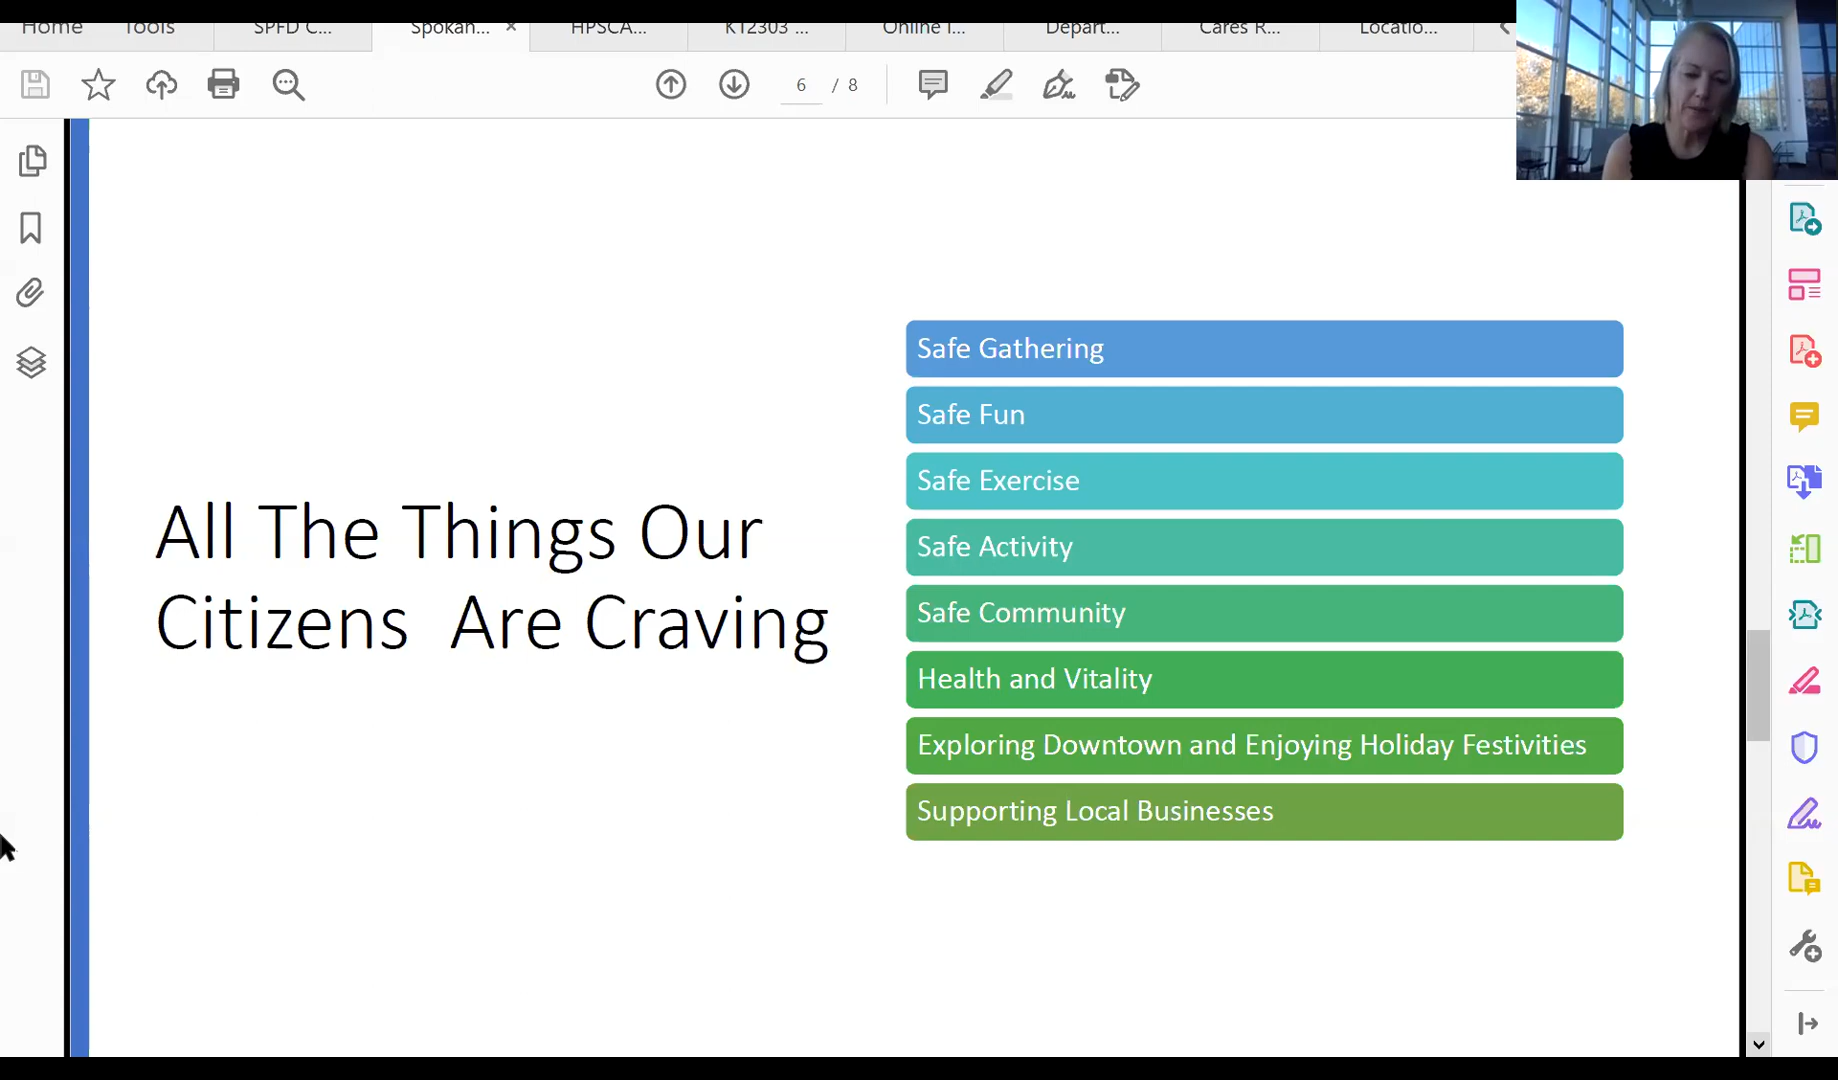 Home
Tools
SPFD C...
Spokan...
HPSCA...
KT2303 ...
Online I...
Depart...
Cares R...
Locatio...
6 / 8
Safe Gathering
Safe Fun
Safe Exercise
Safe Activity
Safe Community
Health and Vitality
Exploring Downtown and Enjoying Holiday Festivities
Supporting Local Businesses
All The Things Our
Citizens Are Craving